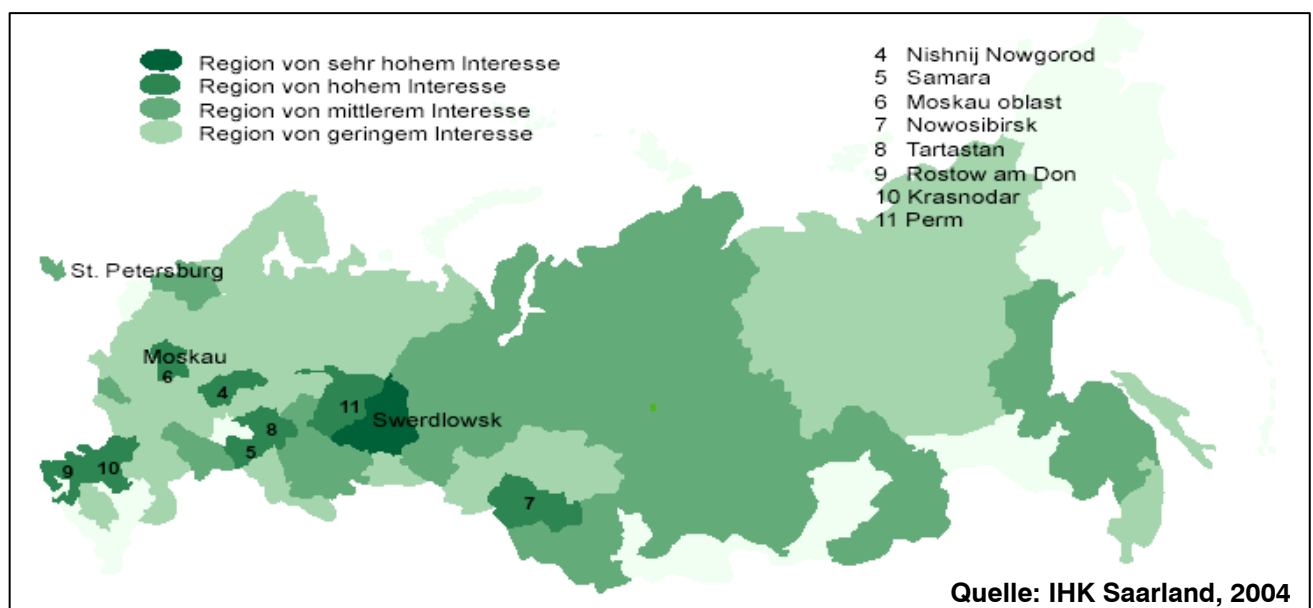 Region von sehr hohem Interesse
Region von hohem Interesse
Region von mittlerem Interesse
Region von geringem Interesse
4 Nishnij Nowgorod
5 Samara
6 Moskau oblast
7 Nowosibirsk
8 Tartastan
9 Rostow am Don
10 Krasnodar
11 Perm
St. Petersburg
Moskau
6
4
11
Swerdlowsk
8
5
9
10
7
Quelle: IHK Saarland, 2004